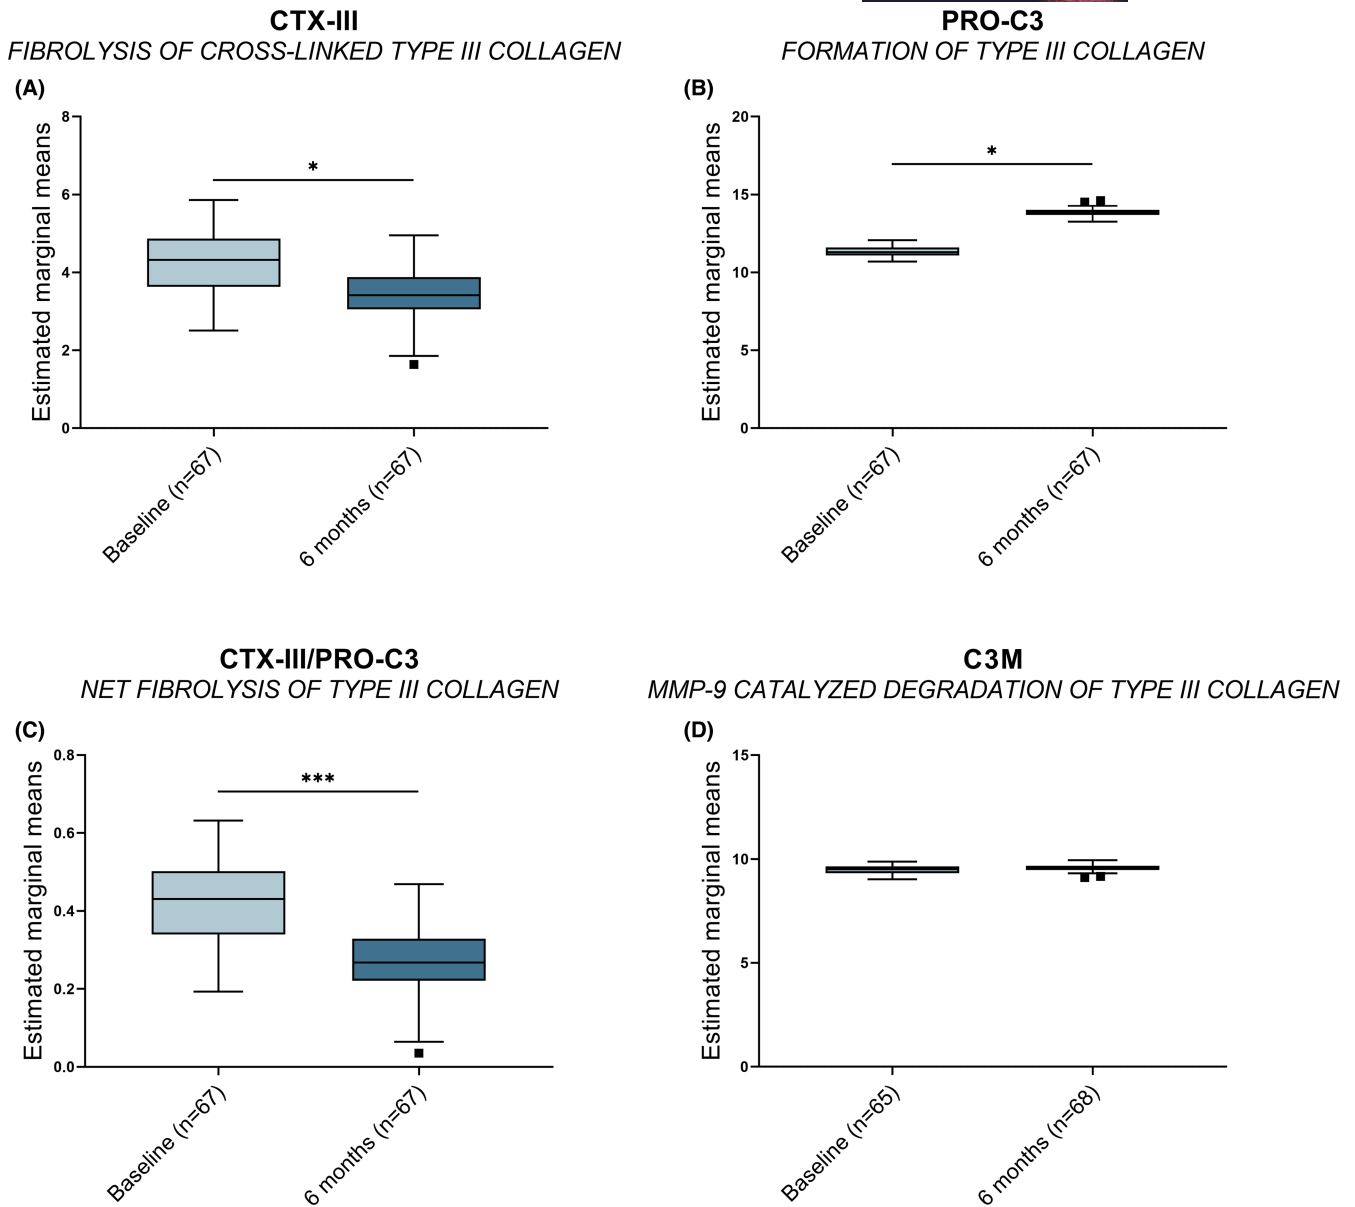 CTX-III
FIBROLYSIS OF CROSS-LINKED TYPE III COLLAGEN
(A)
Estimated marginal means
8
6
4
2
0
*
Baseline (n=67)
6 months (n=67)
PRO-C3
FORMATION OF TYPE III COLLAGEN
(B)
Estimated marginal means
20
15
10
5
0
*
Baseline (n=67)
6 months (n=67)
CTX-III/PRO-C3
NET FIBROLYSIS OF TYPE III COLLAGEN
(C)
Estimated marginal means
0.8
0.6
0.4
0.2
0.0
***
Baseline (n=67)
6 months (n=67)
C3M
MMP-9 CATALYZED DEGRADATION OF TYPE III COLLAGEN
(D)
Estimated marginal means
15
10
5
0
Baseline (n=65)
6 months (n=68)